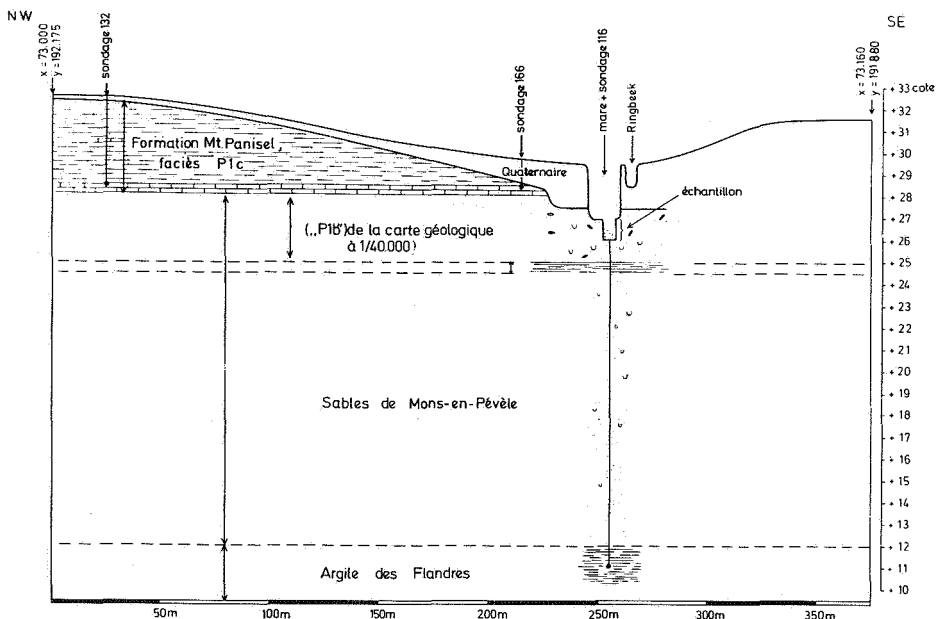 NW
SE
x = 73.000
y = 192.175
sondage 132
sondage 166
mare + sondage 116
Ringbeek
x = 73.160
y = 191.880
+ 33 cote
+ 32
+ 31
+ 30
+ 29
+ 28
+ 27
+ 26
+ 25
+ 24
+ 22
+ 21
+ 20
+ 19
+ 18
+ 17
+ 16
+ 15
+ 14
+ 13
+ 12
+ 11
+ 10
Formation Mt. Panisel,
faciès P1c
Quaternaire
échantillon
(„P1b") de la carte géologique
à 1/40.000)
Sables de Mons-en-Pévèle
Argile des Flandres
50m
100m
150m
200m
250m
300m
350m